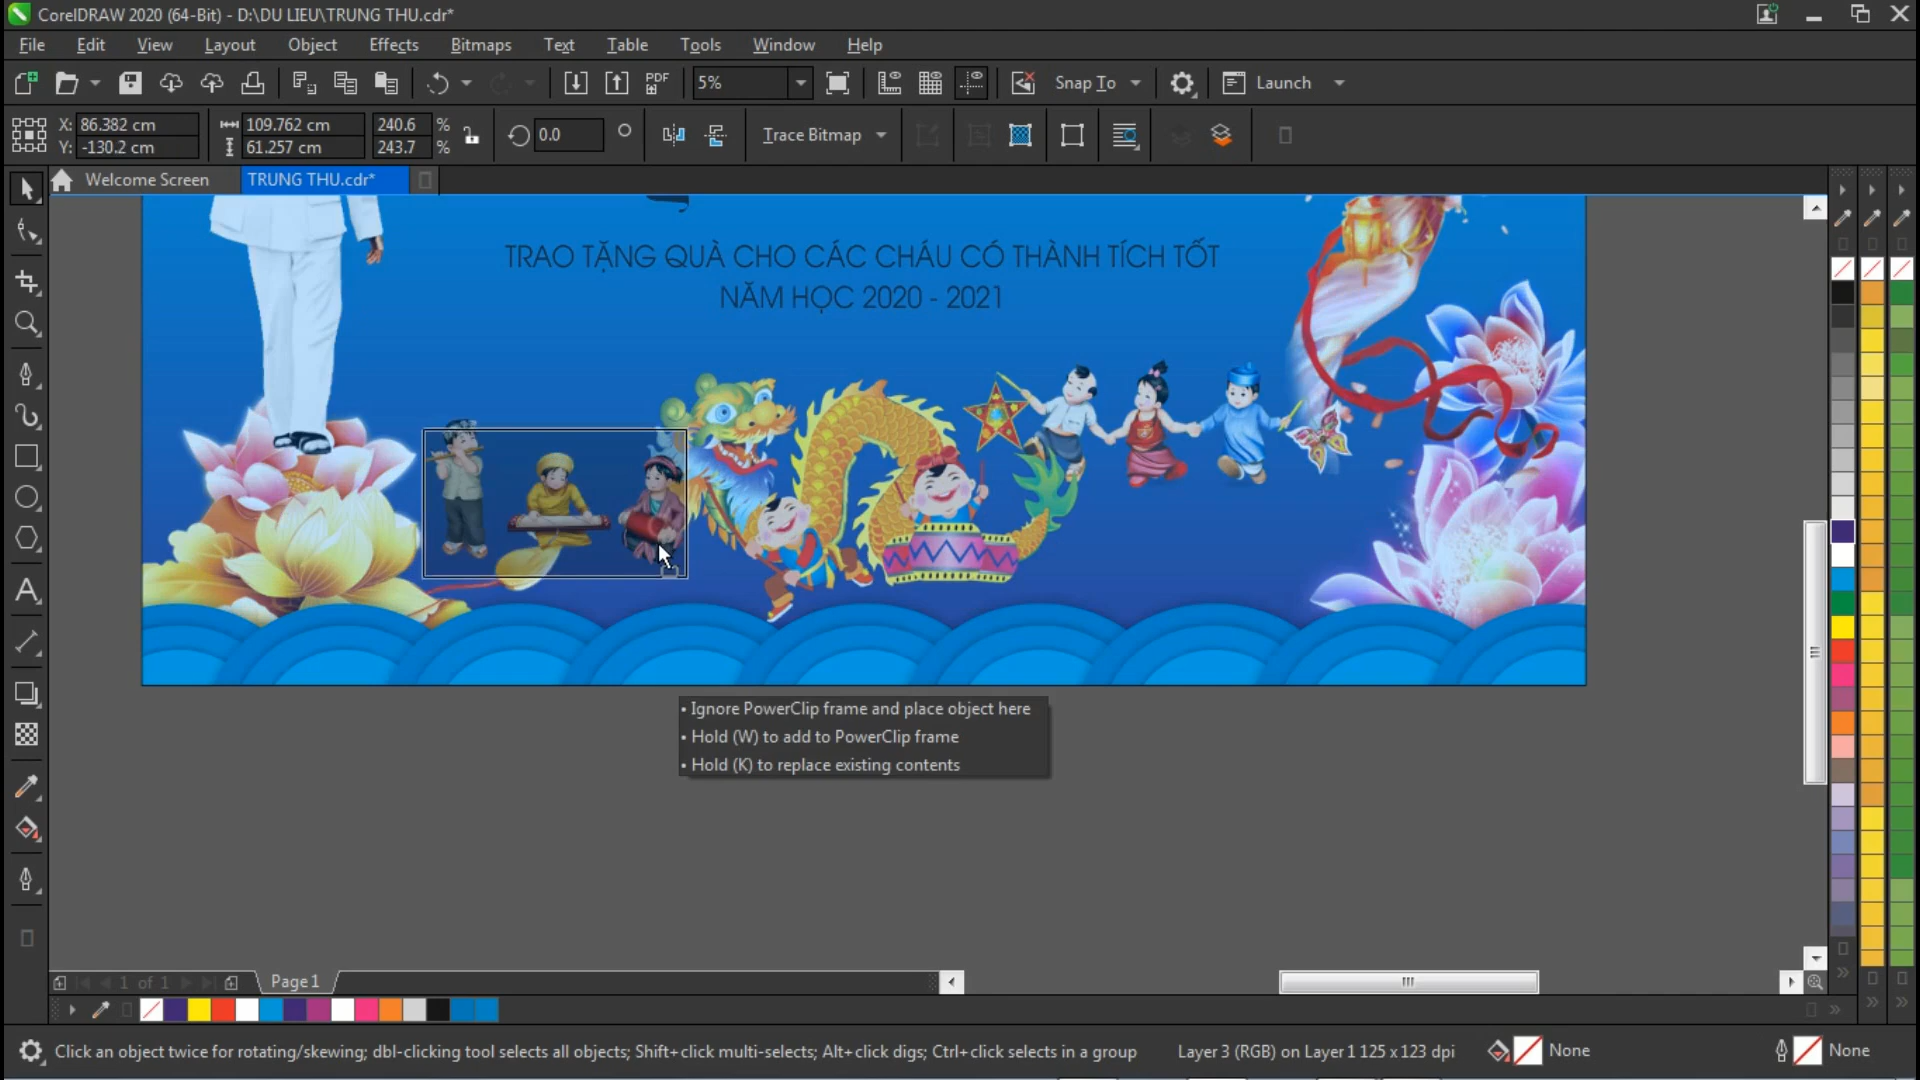 CorelDRAW 2020 (64-Bit) - D:\DU LIEU\TRUNG THU.cdr*
File Edit View Layout Object Effects Bitmaps Text Table Tools Window Help
PDF 5% Snap To Launch
X: 86.382 cm 109.762 cm 240.6 % 0.0 Trace Bitmap
Y: -130.2 cm 61.257 cm 243.7 %
Welcome Screen TRUNG THU.cdr*
TRAO TẶNG QUÀ CHO CÁC CHÁU CÓ THÀNH TÍCH TỐT
NĂM HỌC 2020 - 2021
• Ignore PowerClip frame and place object here
• Hold (W) to add to PowerClip frame
• Hold (K) to replace existing contents
1 of 1 Page1
Click an object twice for rotating/skewing; dbl-clicking tool selects all objects; Shift+click multi-selects; Alt+click digs; Ctrl+click selects in a group Layer 3 (RGB) on Layer 1 125 x 123 dpi None None